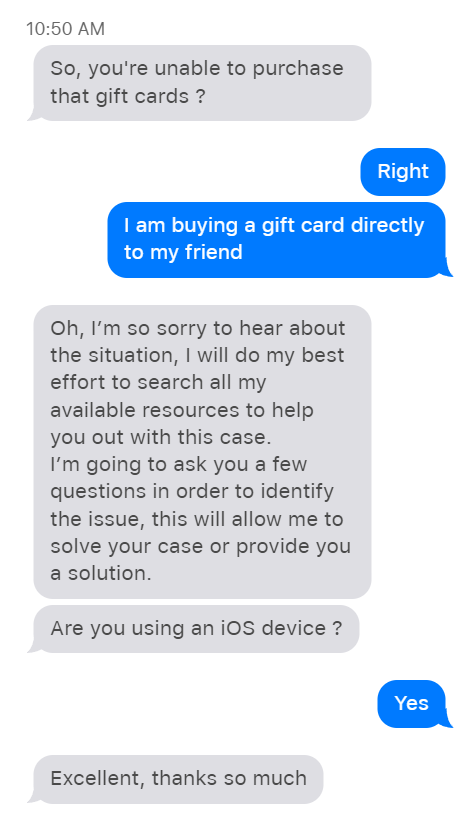 10:50 AM
So, you're unable to purchase
that gift cards ?
Right
I am buying a gift card directly
to my friend
Oh, I’m so sorry to hear about
the situation, I will do my best
effort to search all my
available resources to help
you out with this case.
I’m going to ask you a few
questions in order to identify
the issue, this will allow me to
solve your case or provide you
a solution.
Are you using an iOS device ?
Yes
Excellent, thanks so much